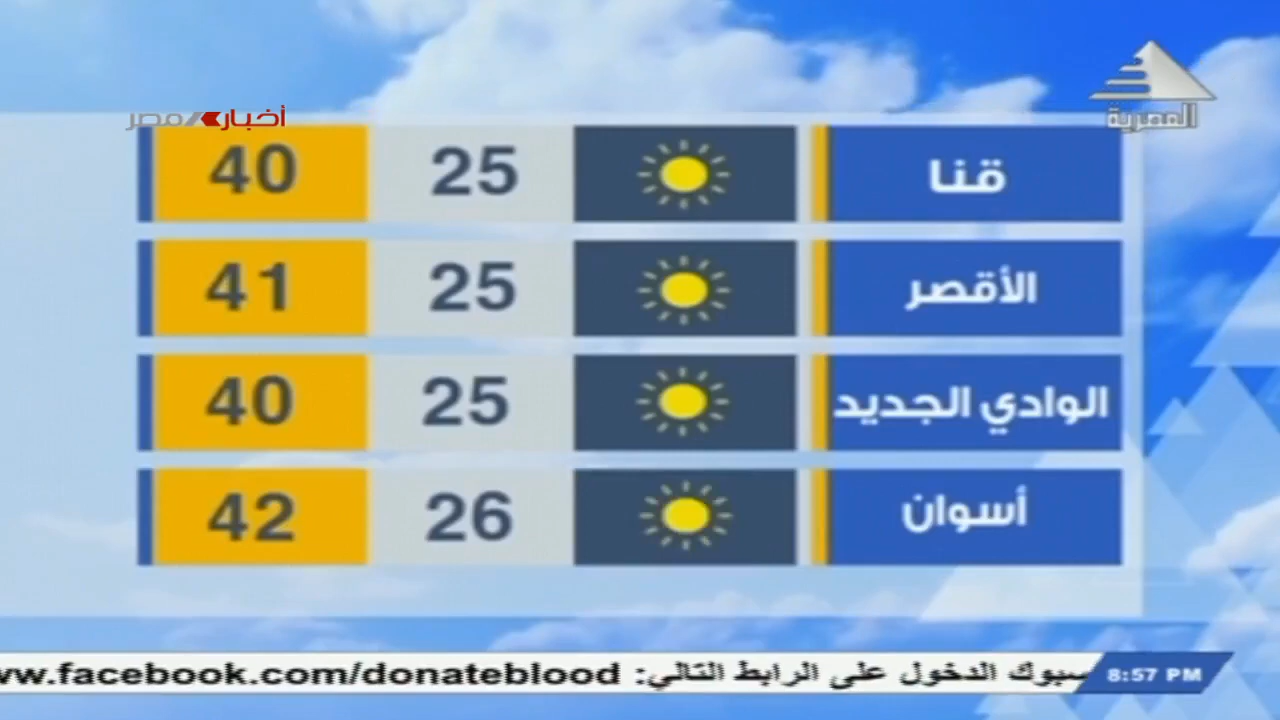 أخبار مصر
المصرية
قنا 25 40
الأقصر 25 41
الوادي الجديد 25 40
أسوان 26 42
8:57 PM سبوك الدخول على الرابط التالي: ww.facebook.com/donateblood